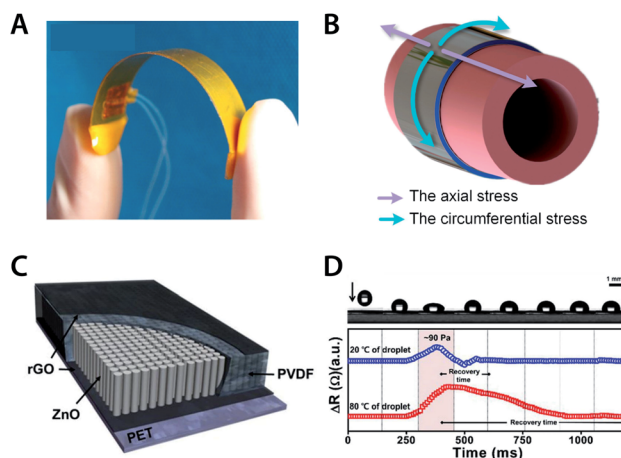 A
B
The axial stress
The circumferential stress
C
rGO
ZnO
PVDF
PET
D
1 mm
~90 Pa
20 ℃ of droplet
Recovery
time
80 ℃ of droplet
Recovery time
ΔR (Ω)(a.u.)
0 250 500 750 1000
Time (ms)